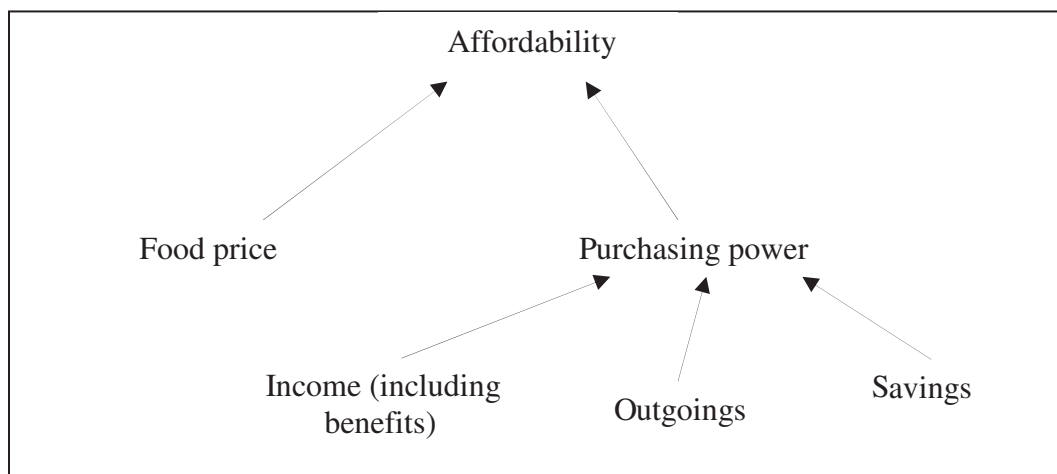 Affordability
Food price
Purchasing power
Income (including
benefits)
Outgoings
Savings